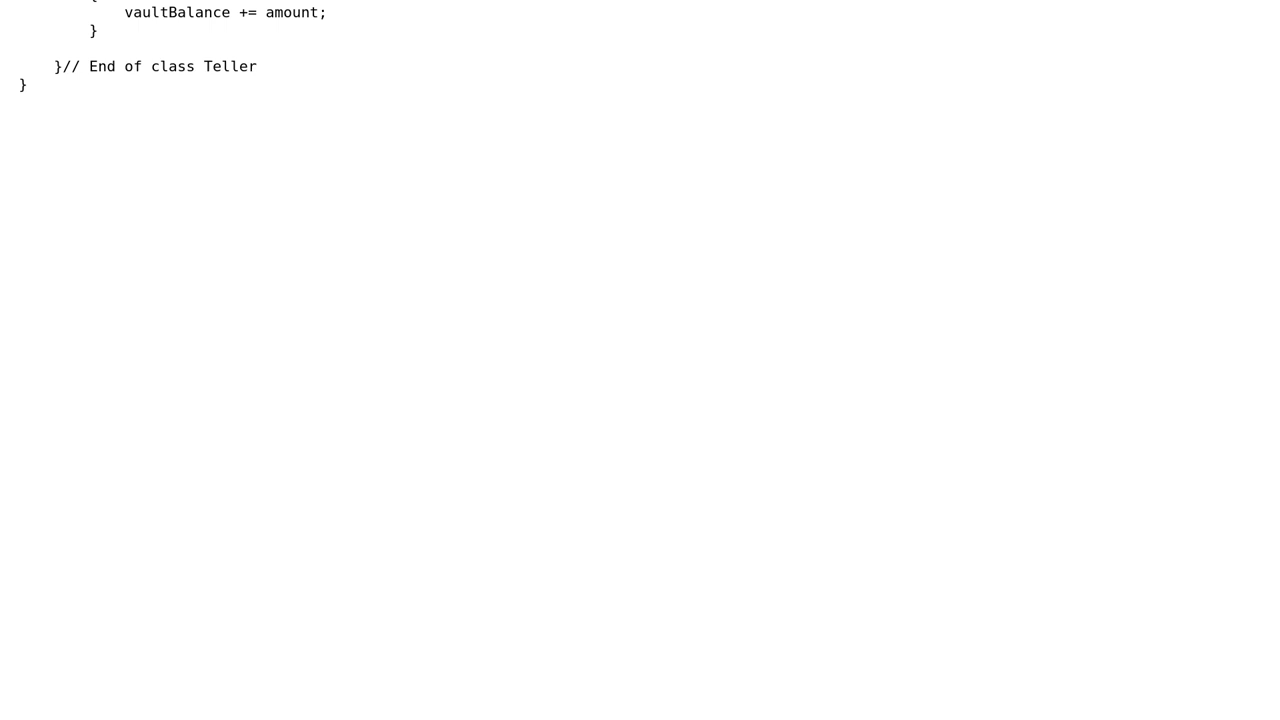 {
            vaultBalance += amount;
        }

    }// End of class Teller
}